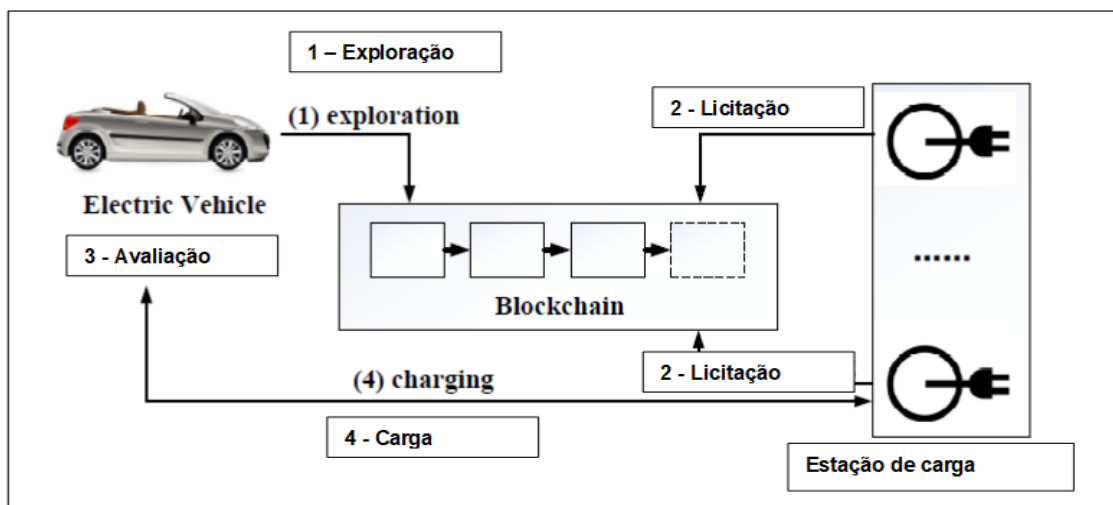 1 – Exploração
(1) exploration
2 - Licitação
Electric Vehicle
3 - Avaliação
......
Blockchain
2 - Licitação
(4) charging
4 - Carga
Estação de carga